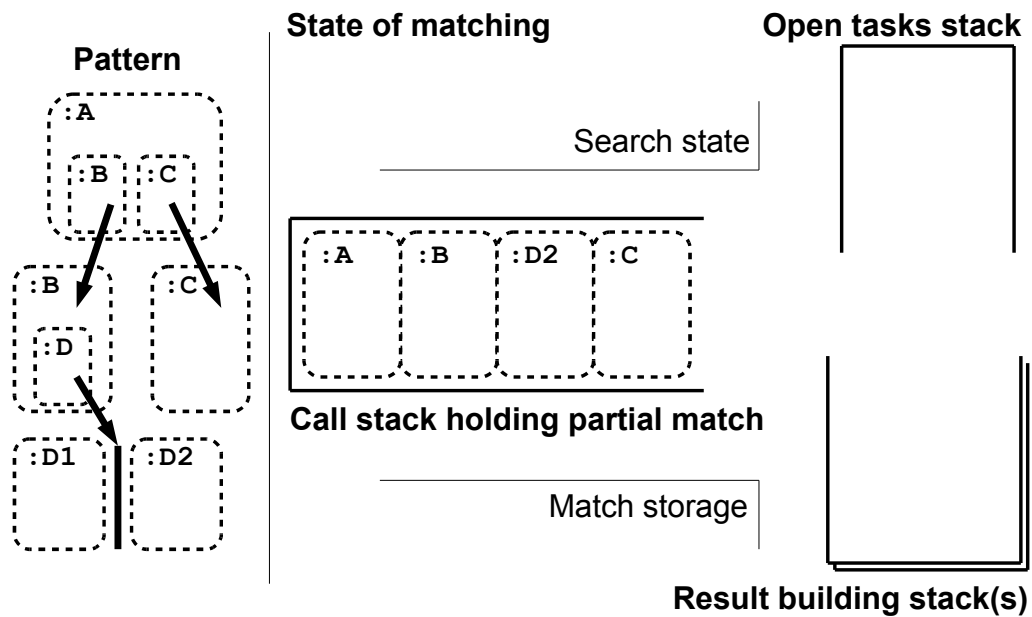 State of matching
Open tasks stack
Pattern
:A
Search state
:B :C
:A :B :D2 :C
:B :C
:D
Call stack holding partial match
:D1 :D2
Match storage
Result building stack(s)